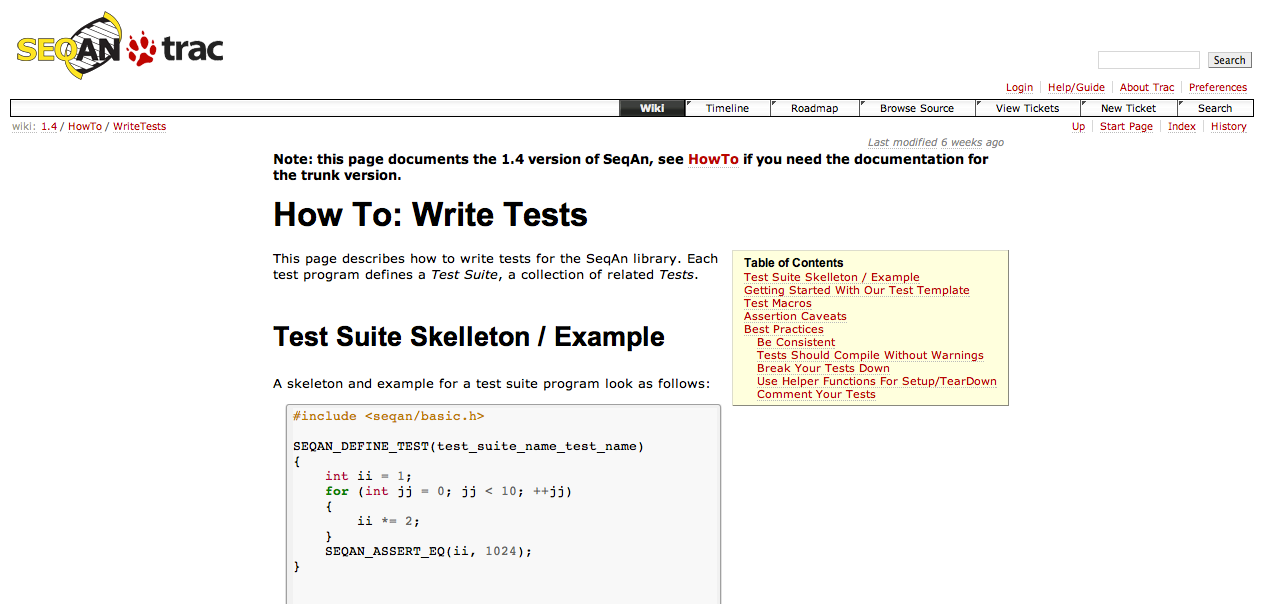 SEQAN trac
Search
Login Help/Guide About Trac Preferences
Wiki Timeline Roadmap Browse Source View Tickets New Ticket Search
wiki: 1.4 / HowTo / WriteTests
Up Start Page Index History
Last modified 6 weeks ago
Note: this page documents the 1.4 version of SeqAn, see HowTo if you need the documentation for
the trunk version.
How To: Write Tests
This page describes how to write tests for the SeqAn library. Each
test program defines a Test Suite, a collection of related Tests.
Table of Contents
Test Suite Skelleton / Example
Getting Started With Our Test Template
Test Macros
Assertion Caveats
Best Practices
Be Consistent
Tests Should Compile Without Warnings
Break Your Tests Down
Use Helper Functions For Setup/TearDown
Comment Your Tests
Test Suite Skelleton / Example
A skeleton and example for a test suite program look as follows:
#include <seqan/basic.h>
SEQAN_DEFINE_TEST(test_suite_name_test_name)
{
    int ii = 1;
    for (int jj = 0; jj < 10; ++jj)
    {
        ii *= 2;
    }
    SEQAN_ASSERT_EQ(ii, 1024);
}